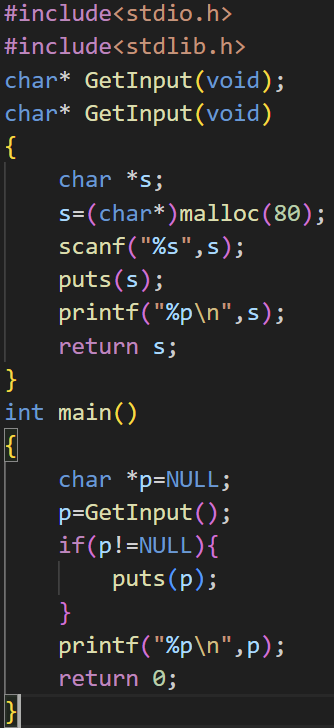 #include<stdio.h>
#include<stdlib.h>
char* GetInput(void);
char* GetInput(void)
{
    char *s;
    s=(char*)malloc(80);
    scanf("%s",s);
    puts(s);
    printf("%p\n",s);
    return s;
}
int main()
{
    char *p=NULL;
    p=GetInput();
    if(p!=NULL){
        puts(p);
    }
    printf("%p\n",p);
    return 0;
}